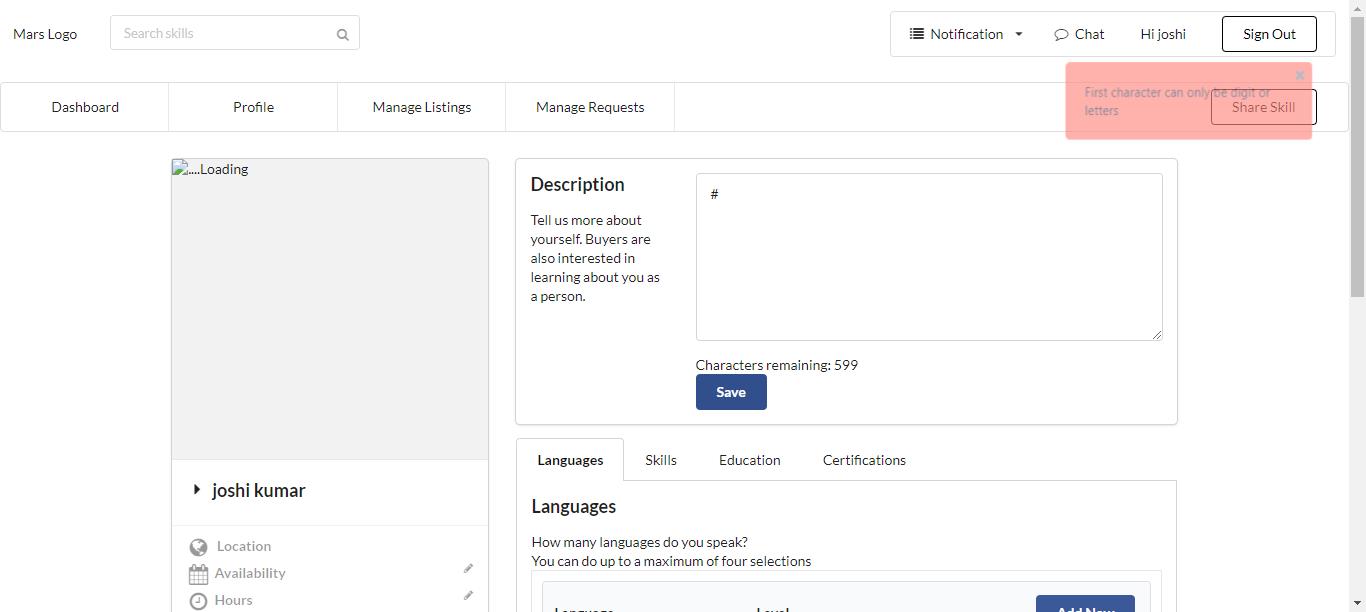 Mars Logo
Search skills
Notification
Chat
Hi joshi
Sign Out
Dashboard
Profile
Manage Listings
Manage Requests
First character can only be digit or
letters
Share Skill
....Loading
Description
Tell us more about
yourself. Buyers are
also interested in
learning about you as
a person.
#
Characters remaining: 599
Save
joshi kumar
Location
Availability
Hours
Languages
Skills
Education
Certifications
Languages
How many languages do you speak?
You can do up to a maximum of four selections
Language
Level
Add New